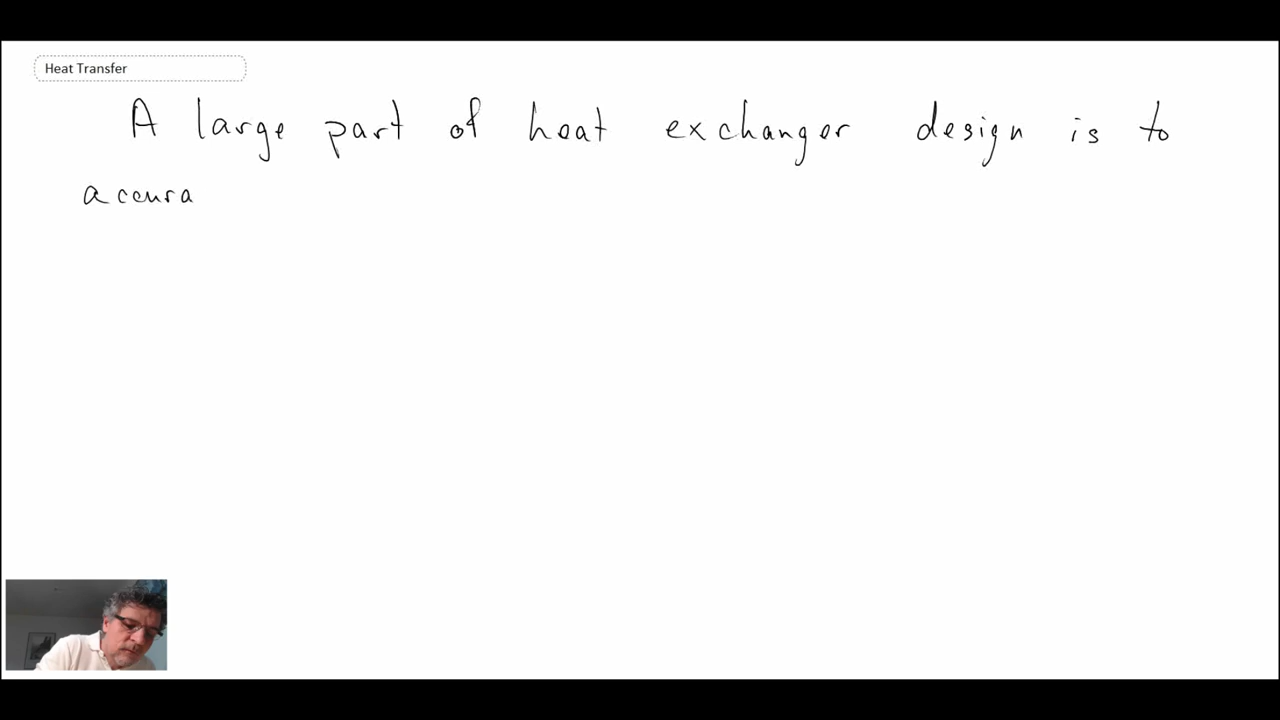 Heat Transfer
A large part of heat exchanger design is to
accura